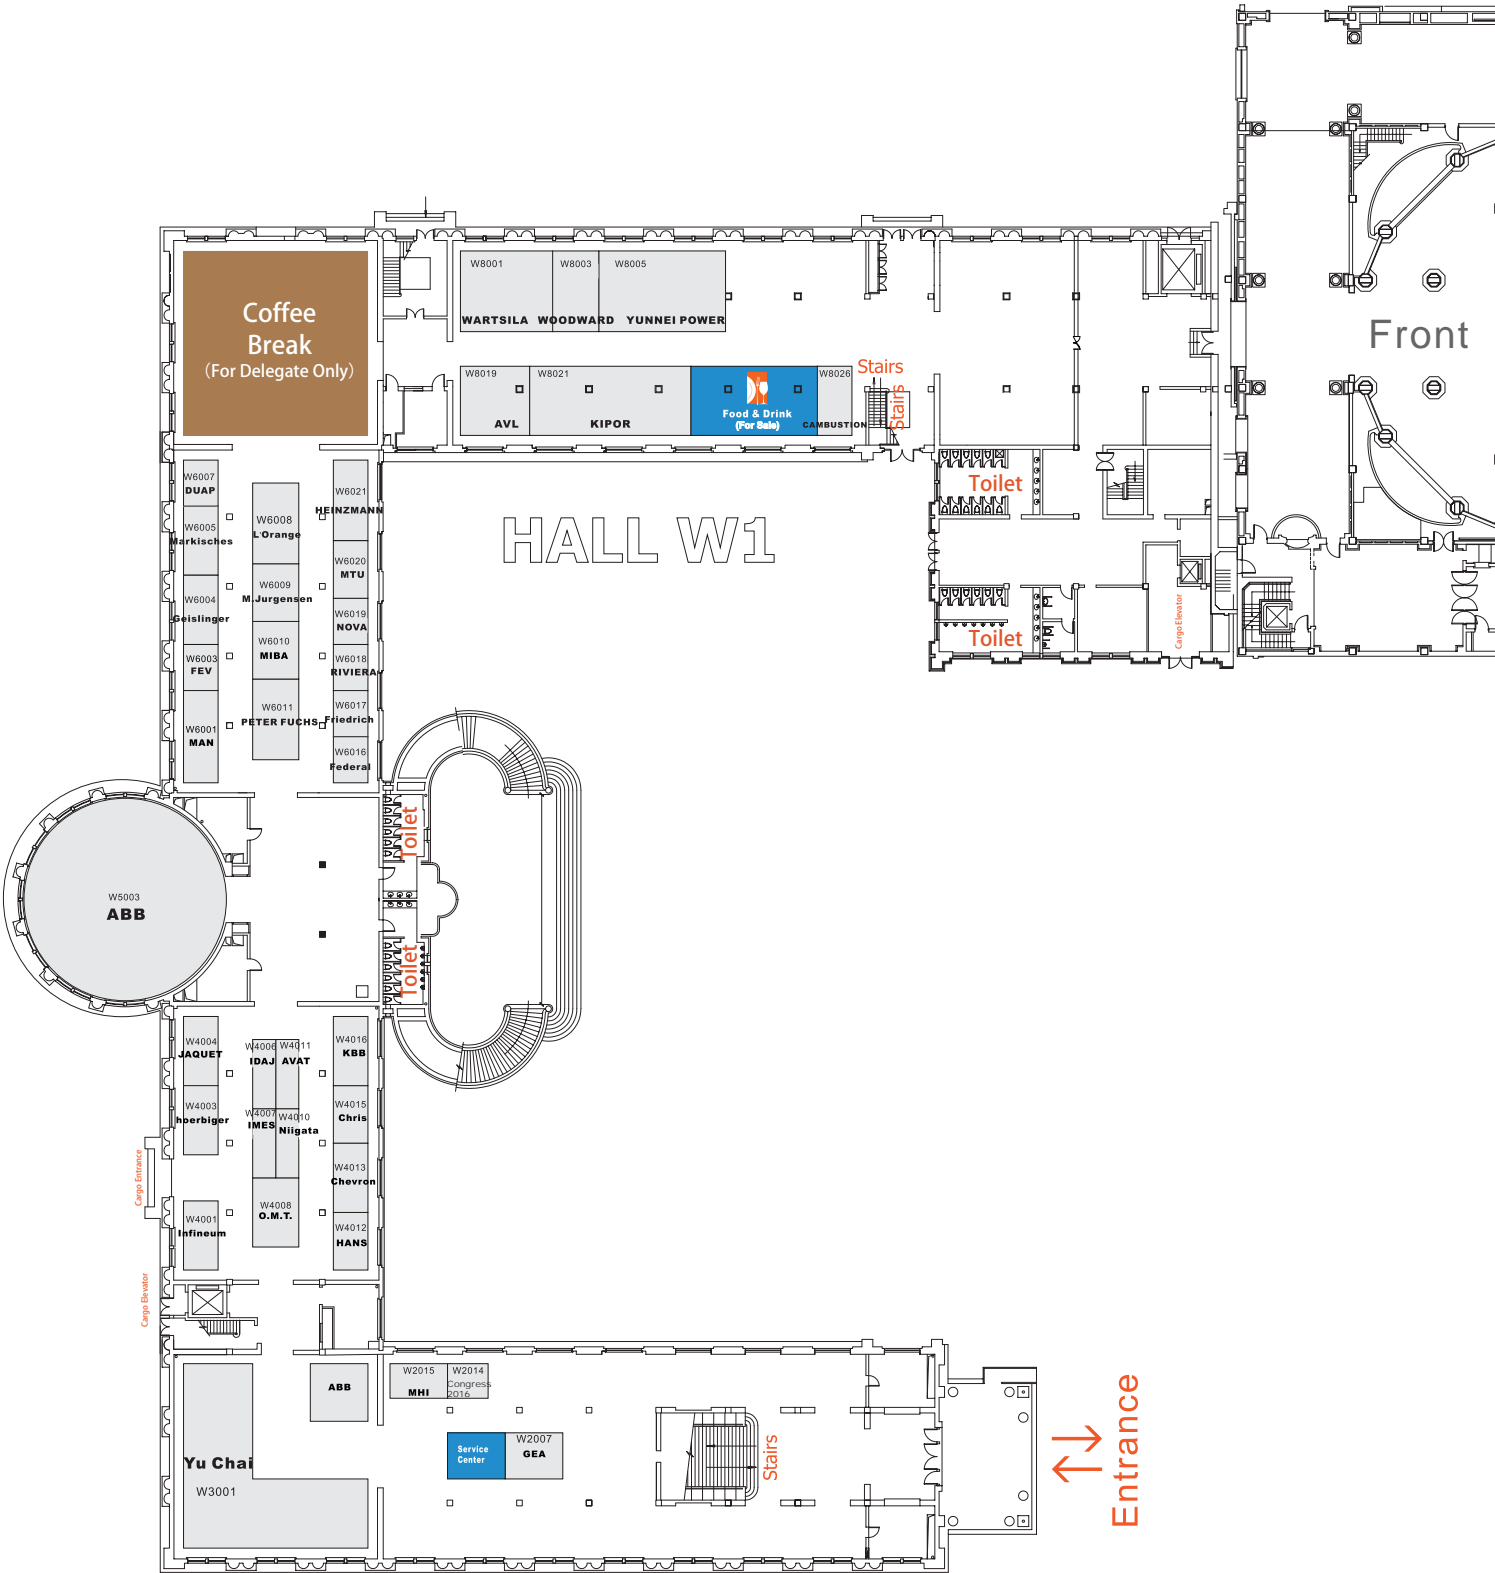 Front
Coffee
Break
(For Delegate Only)
W8001
WARTSILA
W8003
WOODWARD
W8005
YUNNEI POWER
W8019
AVL
W8021
KIPOR
Food & Drink
(For Sale)
W8026
CAMBUSTION
Stairs
Stairs
HALL W1
Toilet
Toilet
Cargo Elevator
W6007
DUAP
W6005
Markisches
W6004
Geislinger
W6003
FEV
W6001
MAN
W6008
L'Orange
W6009
M.Jurgensen
W6010
MIBA
W6011
PETER FUCHS
W6021
HEINZMANN
W6020
MTU
W6019
NOVA
W6018
RIVIERA
W6017
Friedrich
W6016
Federal
Toilet
Toilet
W5003
ABB
W4004
JAQUET
W4003
hoerbiger
W4001
Infineum
W4006
IDAJ
W4011
AVAT
W4007
IMES
W4010
Niigata
W4008
O.M.T.
W4016
KBB
W4015
Chris
W4013
Chevron
W4012
HANS
Cargo Entrance
Cargo Elevator
ABB
Yu Chai
W3001
W2015
MHI
W2014
Congress
2016
Service
Center
W2007
GEA
Stairs
Entrance